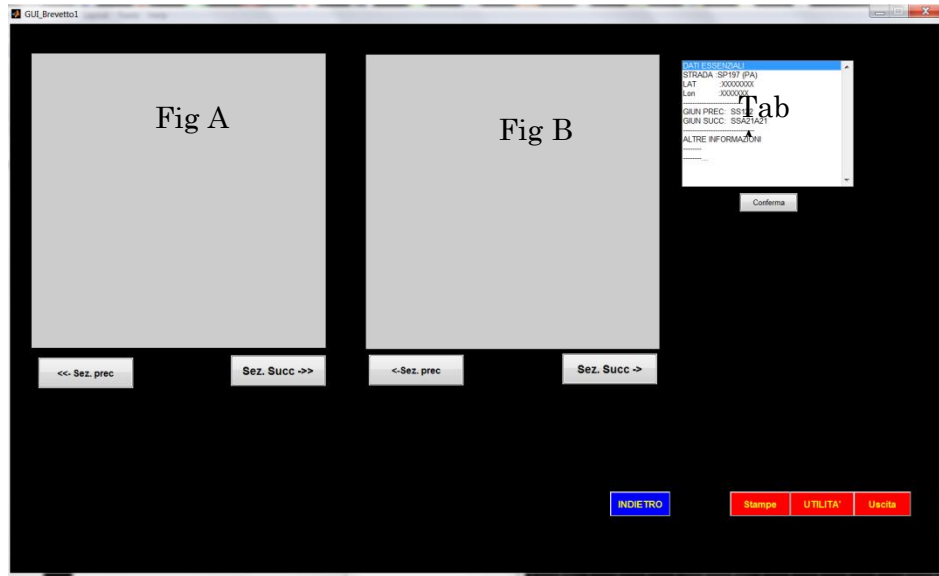 GUI_Brevetto1
Fig A
Fig B
Tab
DATI ESSENZIALI
STRADA :SP197 (PA)
LAT :XXXXXXXX
Lon :XXXXXXX
--------------------
GIUN PREC: SS122
GIUN SUCC: SSA21A21
--------------------
ALTRE INFORMAZIONI
-------
-------...
Conferma
<<- Sez. prec
Sez. Succ ->>
<-Sez. prec
Sez. Succ ->
INDIETRO
Stampe
UTILITA'
Uscita